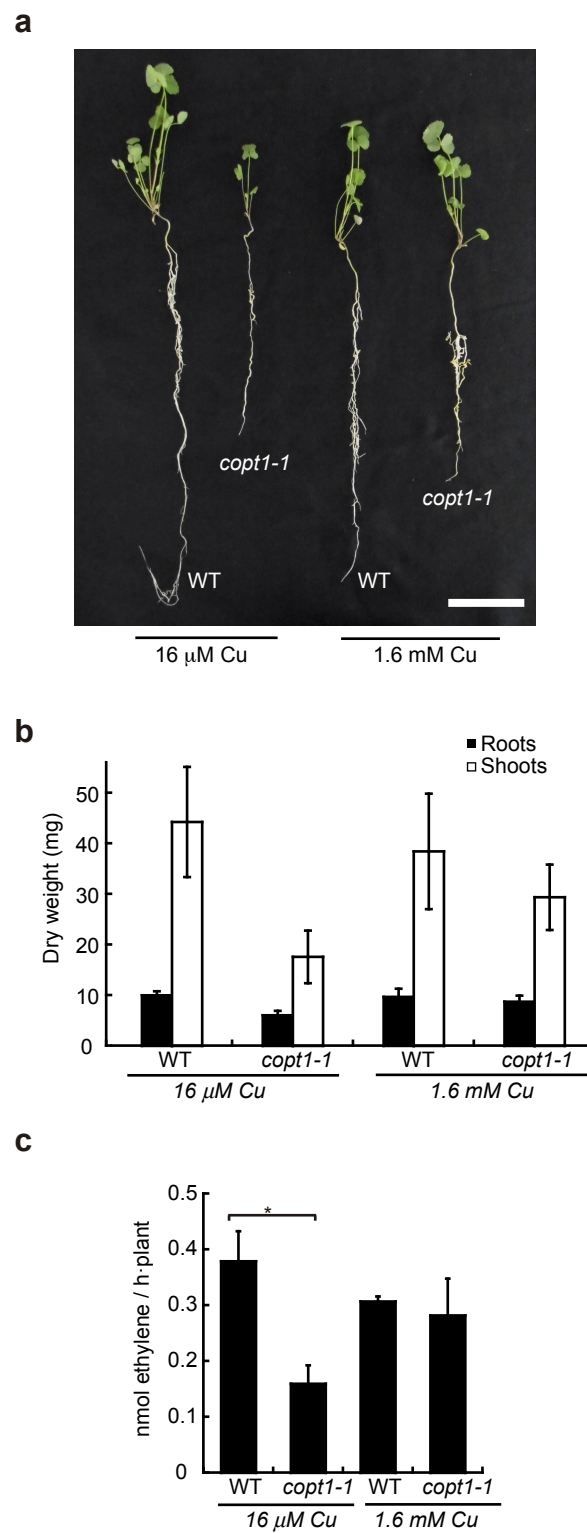 a
copt1-1
copt1-1
WT
WT
16 μM Cu
1.6 mM Cu
b
Roots
Shoots
Dry weight (mg)
50
40
30
20
10
0
WT
copt1-1
WT
copt1-1
16 μM Cu
1.6 mM Cu
c
nmol ethylene / h·plant
0.5
0.4
0.3
0.2
0.1
0
*
WT
copt1-1
WT
copt1-1
16 μM Cu
1.6 mM Cu